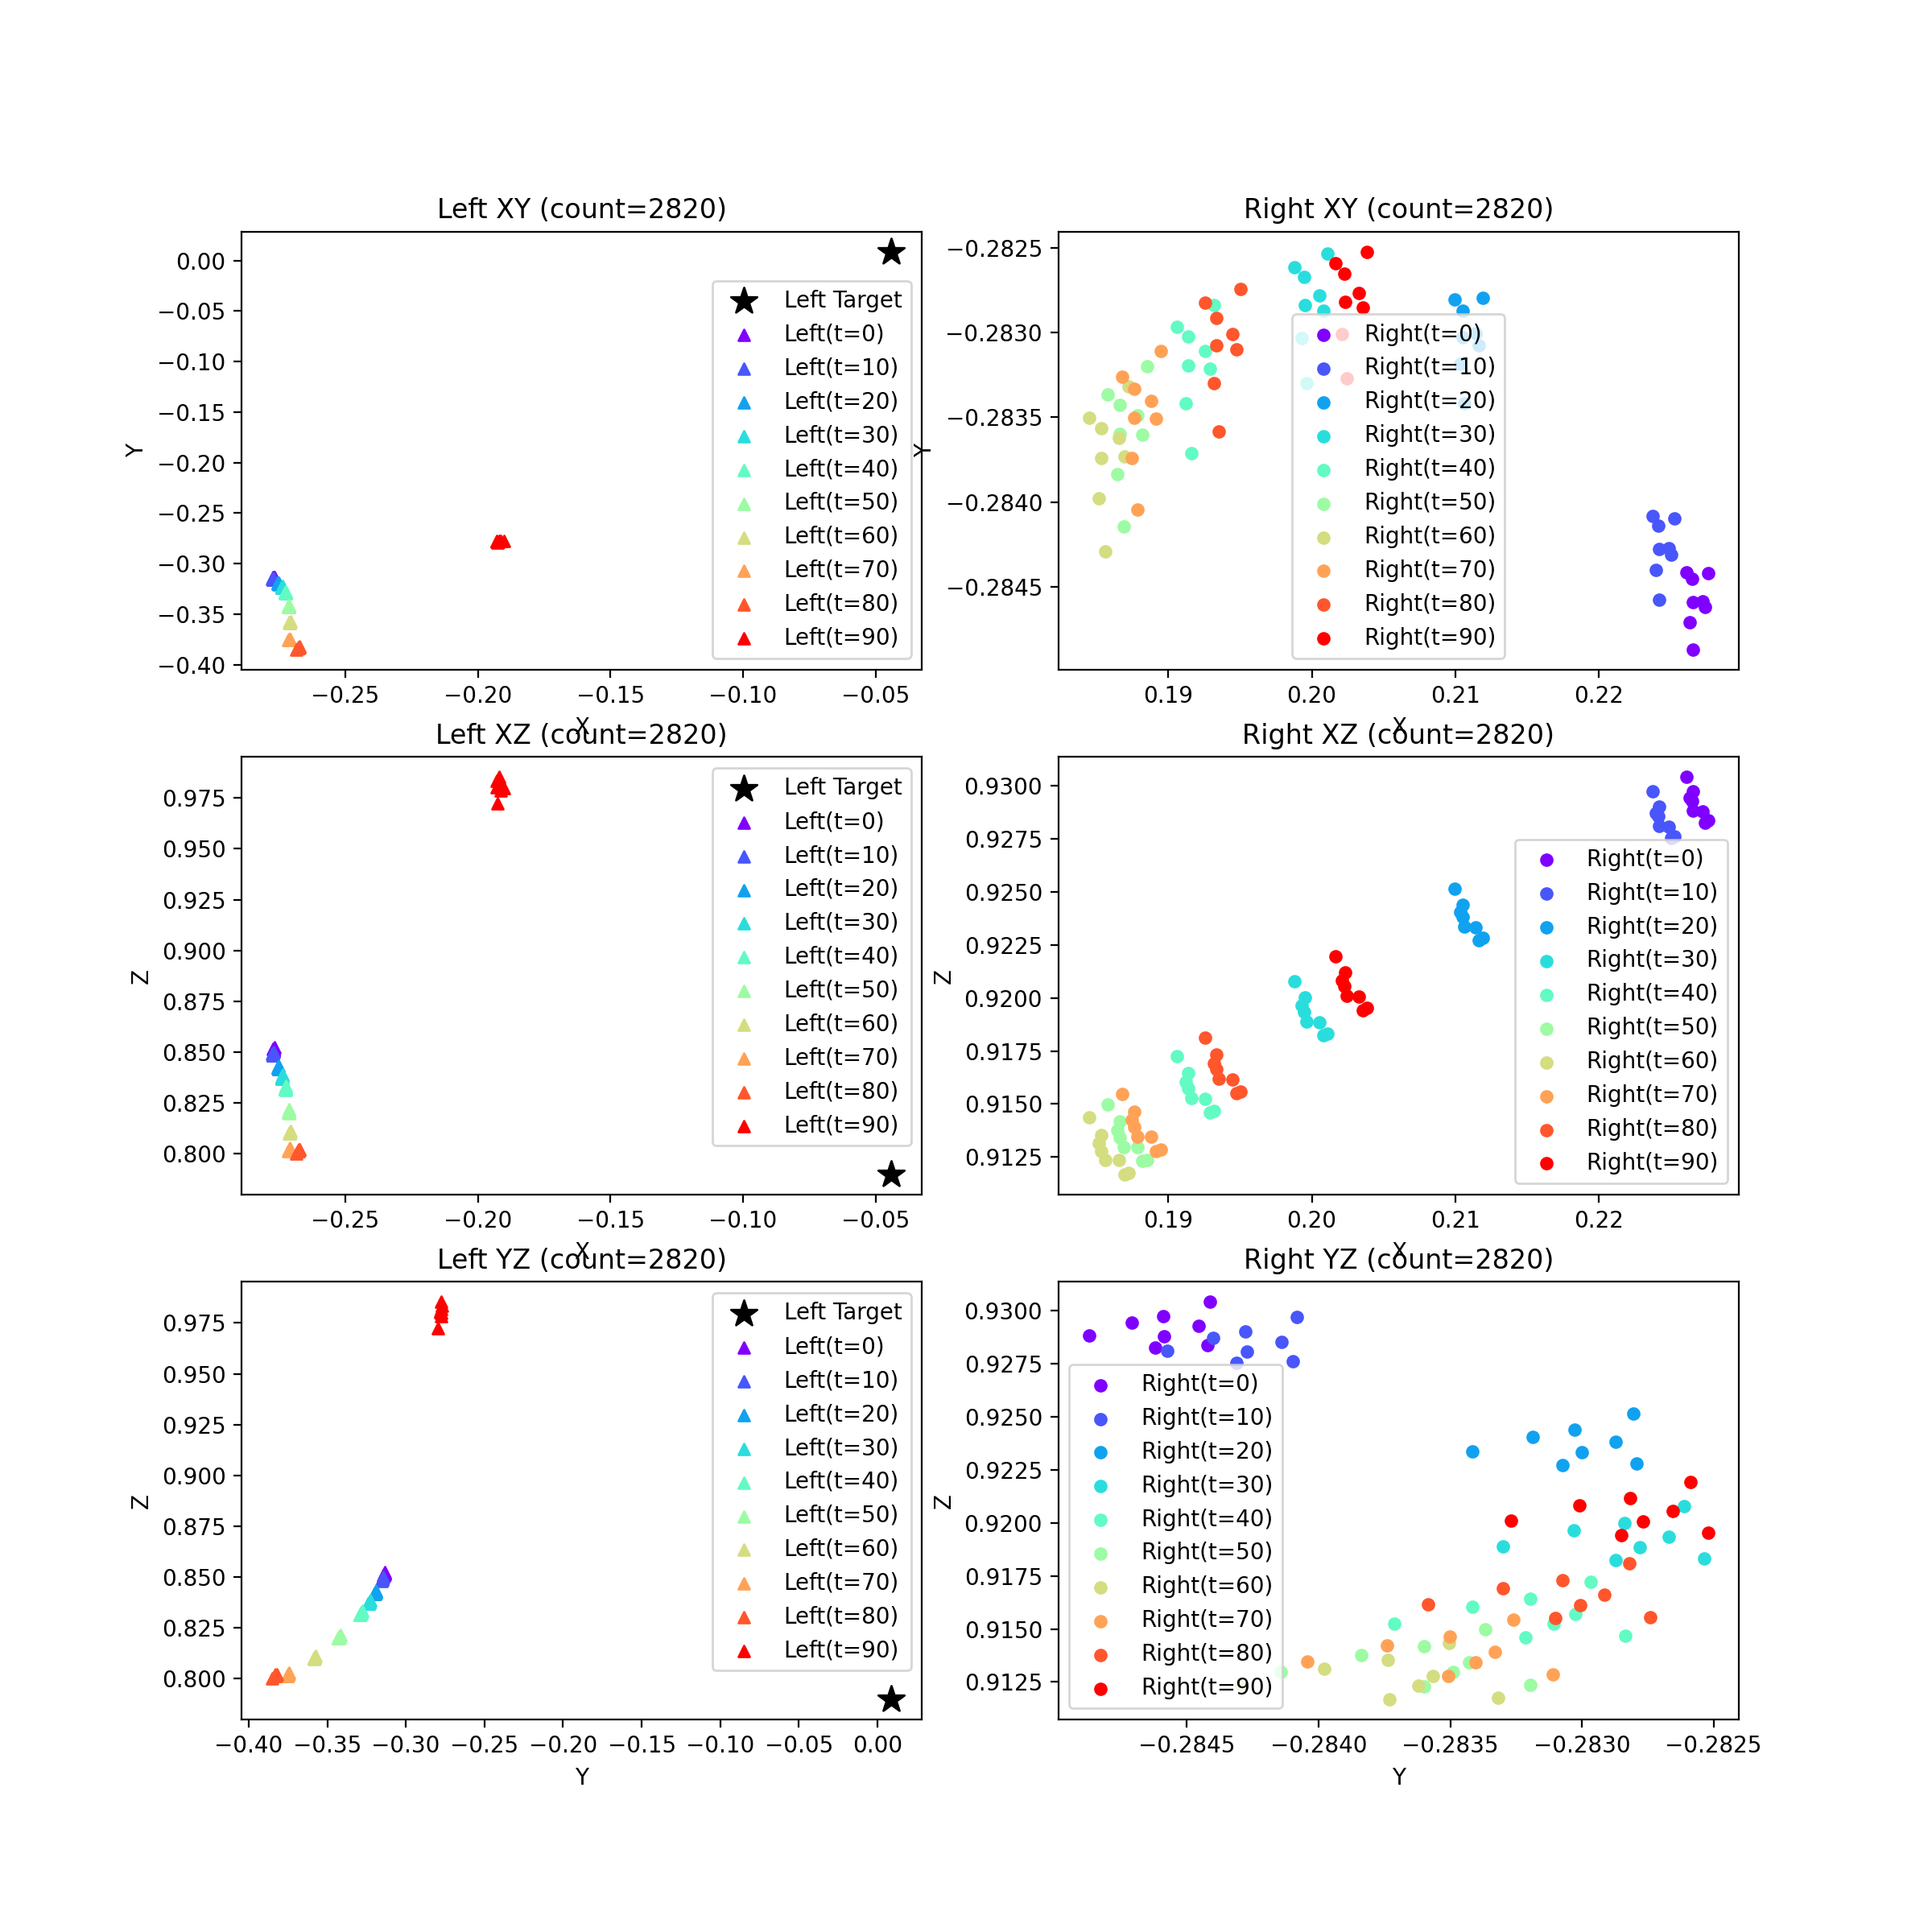 Left XY (count=2820)
0.00
−0.05
−0.10
−0.15
−0.20
−0.25
−0.30
−0.35
−0.40
Y
Left Target
Left(t=0)
Left(t=10)
Left(t=20)
Left(t=30)
Left(t=40)
Left(t=50)
Left(t=60)
Left(t=70)
Left(t=80)
Left(t=90)
−0.25 −0.20 −0.15 −0.10 −0.05
X
Right XY (count=2820)
−0.2825
−0.2830
−0.2835
−0.2840
−0.2845
Y
Right(t=0)
Right(t=10)
Right(t=20)
Right(t=30)
Right(t=40)
Right(t=50)
Right(t=60)
Right(t=70)
Right(t=80)
Right(t=90)
0.19 0.20 0.21 0.22
X
Left XZ (count=2820)
0.975
0.950
0.925
0.900
0.875
0.850
0.825
0.800
Z
Left Target
Left(t=0)
Left(t=10)
Left(t=20)
Left(t=30)
Left(t=40)
Left(t=50)
Left(t=60)
Left(t=70)
Left(t=80)
Left(t=90)
−0.25 −0.20 −0.15 −0.10 −0.05
X
Right XZ (count=2820)
0.9300
0.9275
0.9250
0.9225
0.9200
0.9175
0.9150
0.9125
Z
Right(t=0)
Right(t=10)
Right(t=20)
Right(t=30)
Right(t=40)
Right(t=50)
Right(t=60)
Right(t=70)
Right(t=80)
Right(t=90)
0.19 0.20 0.21 0.22
X
Left YZ (count=2820)
0.975
0.950
0.925
0.900
0.875
0.850
0.825
0.800
Z
Left Target
Left(t=0)
Left(t=10)
Left(t=20)
Left(t=30)
Left(t=40)
Left(t=50)
Left(t=60)
Left(t=70)
Left(t=80)
Left(t=90)
−0.40 −0.35 −0.30 −0.25 −0.20 −0.15 −0.10 −0.05 0.00
Y
Right YZ (count=2820)
0.9300
0.9275
0.9250
0.9225
0.9200
0.9175
0.9150
0.9125
Z
Right(t=0)
Right(t=10)
Right(t=20)
Right(t=30)
Right(t=40)
Right(t=50)
Right(t=60)
Right(t=70)
Right(t=80)
Right(t=90)
−0.2845 −0.2840 −0.2835 −0.2830 −0.2825
Y